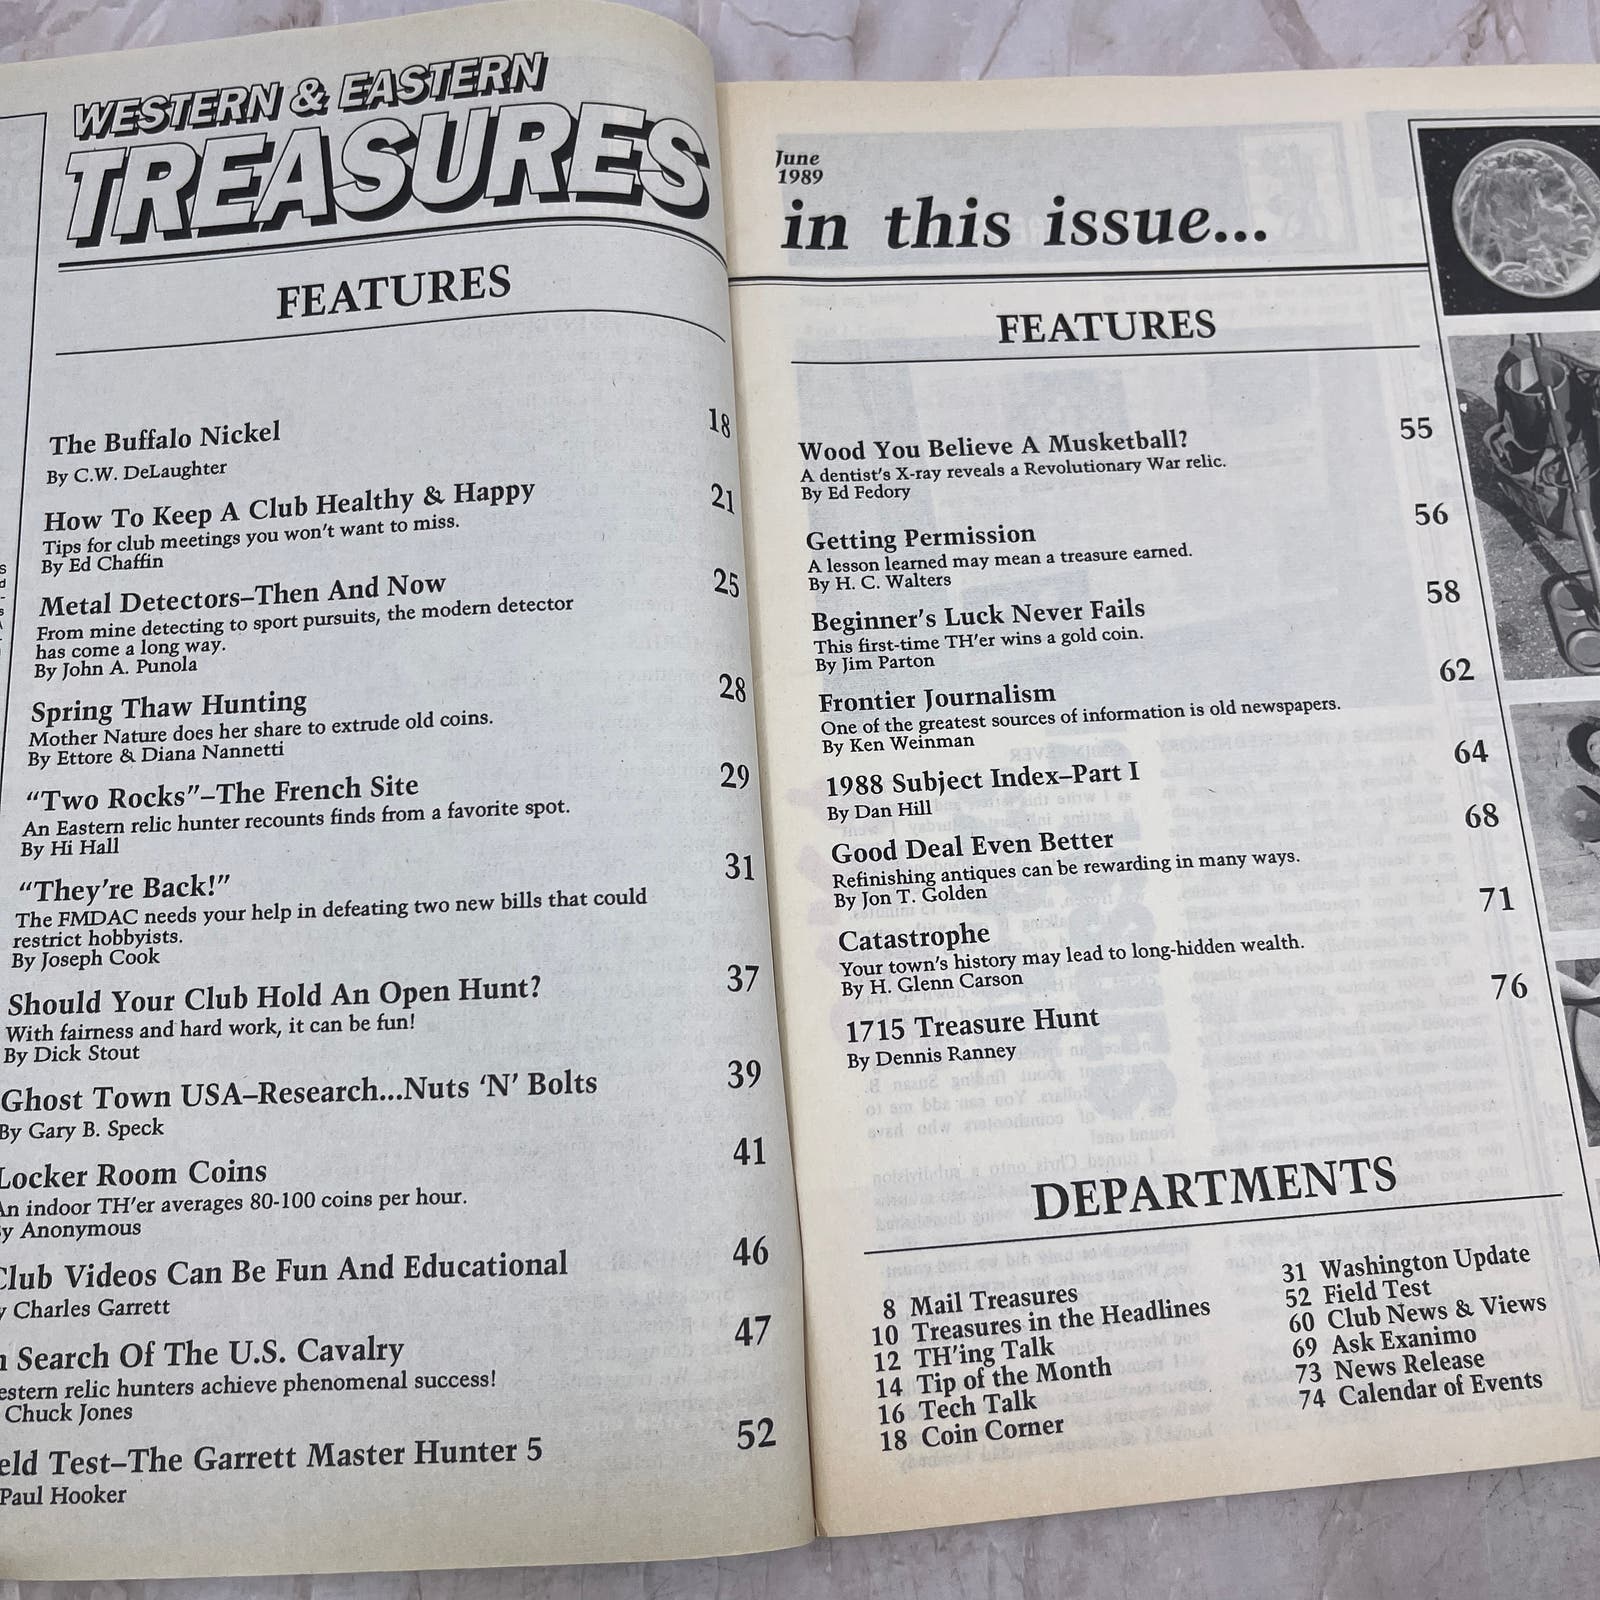 WESTERN & EASTERN
TREASURES
FEATURES
The Buffalo Nickel 18
By C.W. DeLaughter
How To Keep A Club Healthy & Happy 21
Tips for club meetings you won't want to miss.
By Ed Chaffin
Metal Detectors–Then And Now 25
From mine detecting to sport pursuits, the modern detector
has come a long way.
By John A. Punola
Spring Thaw Hunting 28
Mother Nature does her share to extrude old coins.
By Ettore & Diana Nannetti
"Two Rocks"–The French Site 29
An Eastern relic hunter recounts finds from a favorite spot.
By Hi Hall
"They're Back!" 31
The FMDAC needs your help in defeating two new bills that could
restrict hobbyists.
By Joseph Cook
Should Your Club Hold An Open Hunt? 37
With fairness and hard work, it can be fun!
By Dick Stout
Ghost Town USA–Research...Nuts 'N' Bolts 39
By Gary B. Speck
Locker Room Coins 41
An indoor TH'er averages 80-100 coins per hour.
y Anonymous
Club Videos Can Be Fun And Educational 46
y Charles Garrett
n Search Of The U.S. Cavalry 47
estern relic hunters achieve phenomenal success!
Chuck Jones
eld Test–The Garrett Master Hunter 5 52
Paul Hooker
June
1989
in this issue...
FEATURES
Wood You Believe A Musketball? 55
A dentist's X-ray reveals a Revolutionary War relic.
By Ed Fedory
Getting Permission 56
A lesson learned may mean a treasure earned.
By H. C. Walters
Beginner's Luck Never Fails 58
This first-time TH'er wins a gold coin.
By Jim Parton
Frontier Journalism 62
One of the greatest sources of information is old newspapers.
By Ken Weinman
1988 Subject Index–Part I 64
By Dan Hill
Good Deal Even Better 68
Refinishing antiques can be rewarding in many ways.
By Jon T. Golden
Catastrophe 71
Your town's history may lead to long-hidden wealth.
By H. Glenn Carson
1715 Treasure Hunt 76
By Dennis Ranney
DEPARTMENTS
8 Mail Treasures
10 Treasures in the Headlines
12 TH'ing Talk
14 Tip of the Month
16 Tech Talk
18 Coin Corner
31 Washington Update
52 Field Test
60 Club News & Views
69 Ask Exanimo
73 News Release
74 Calendar of Events